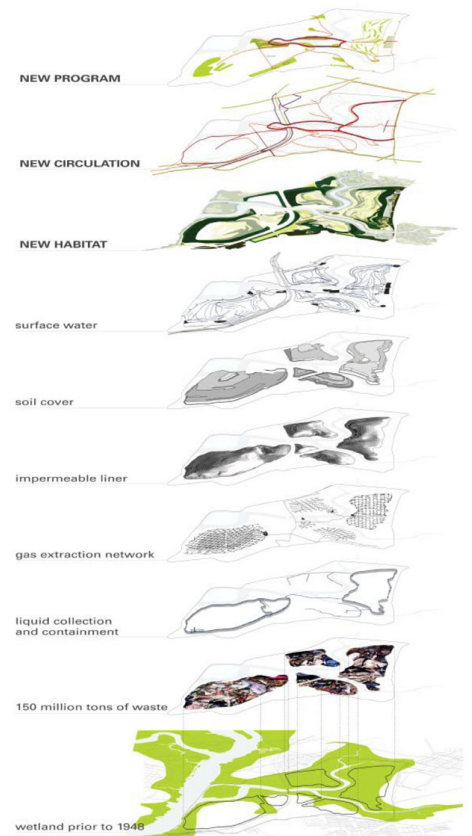 NEW PROGRAM
NEW CIRCULATION
NEW HABITAT
surface water
soil cover
impermeable liner
gas extraction network
liquid collection
and containment
150 million tons of waste
wetland prior to 1948